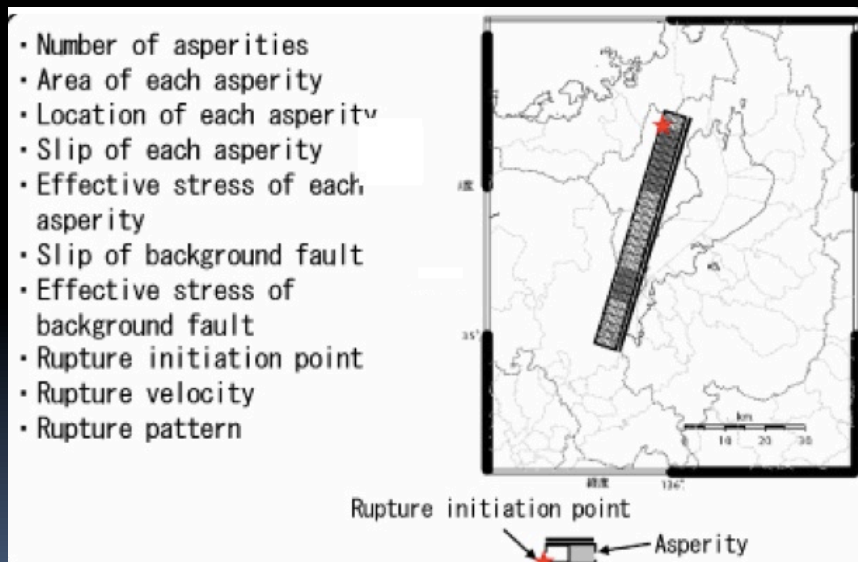 ・Number of asperities
・Area of each asperity
・Location of each asperity
・Slip of each asperity
・Effective stress of each
asperity
・Slip of background fault
・Effective stress of
background fault
・Rupture initiation point
・Rupture velocity
・Rupture pattern
35°
km
0 10 20 30
136°
Rupture initiation point
Asperity